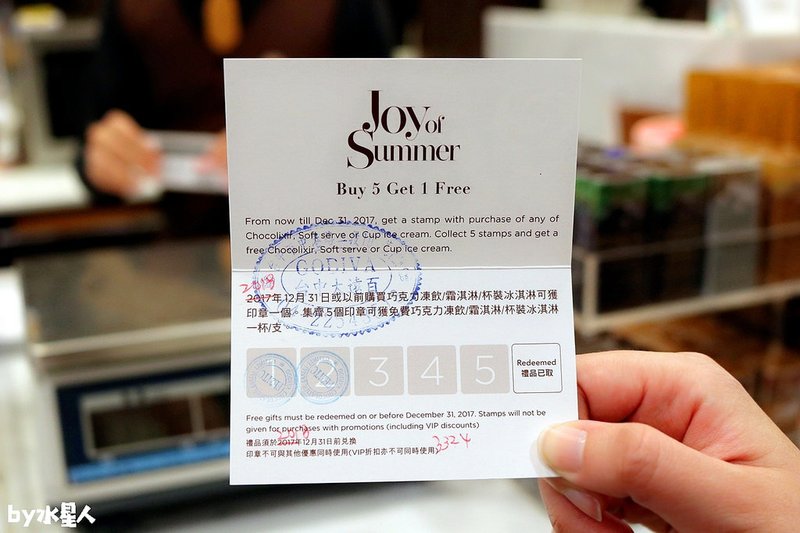 Joy of
Summer
Buy 5 Get 1 Free
From now till Dec 31, 2017, get a stamp with purchase of any of
Chocolixir, Soft serve or Cup ice cream. Collect 5 stamps and get a
free Chocolixir, Soft serve or Cup ice cream.
GODIVA
台中大遠百
2018
2017年12月31日或以前購買巧克力凍飲/霜淇淋/杯裝冰淇淋可獲
印章一個。集齊5個印章可獲免費巧克力凍飲/霜淇淋/杯裝冰淇淋
一杯/支
1 2 3 4 5
Redeemed
禮品已取
Free gifts must be redeemed on or before December 31, 2017. Stamps will not be
given for purchases with promotions (including VIP discounts)
2018
禮品須於2017年12月31日前兌換
印章不可與其他優惠同時使用(VIP折扣亦不可同時使用)
3324
by水星人